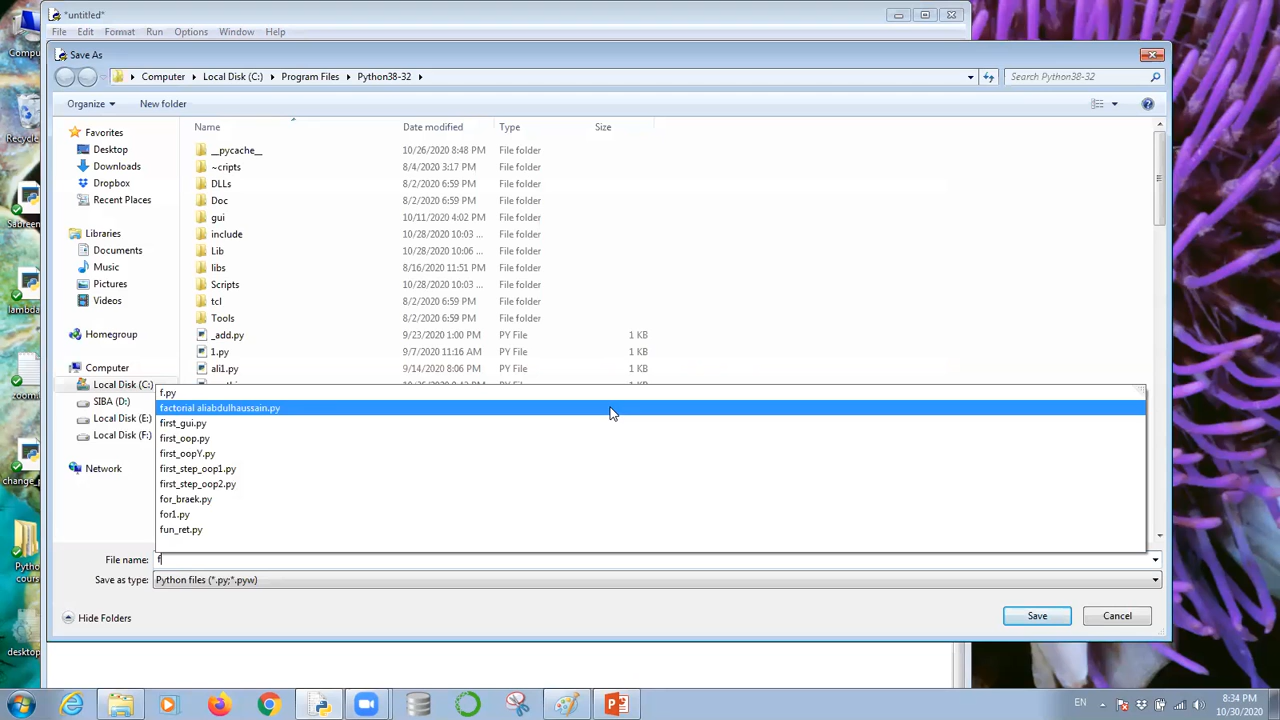 *untitled*
File Edit Format Run Options Window Help
Save As
Computer Local Disk (C:) Program Files Python38-32 Search Python38-32
Organize New folder
Name Date modified Type Size
Favorites
Desktop
Downloads
Dropbox
Recent Places
Libraries
Documents
Music
Pictures
Videos
Homegroup
Computer
Local Disk (C:)
SIBA (D:)
Local Disk (E:)
Local Disk (F:)
Network
__pycache__ 10/26/2020 8:48 PM File folder
~cripts 8/4/2020 3:17 PM File folder
DLLs 8/2/2020 6:59 PM File folder
Doc 8/2/2020 6:59 PM File folder
gui 10/11/2020 4:02 PM File folder
include 10/28/2020 10:03 ... File folder
Lib 10/28/2020 10:06 ... File folder
libs 8/16/2020 11:51 PM File folder
Scripts 10/28/2020 10:03 ... File folder
tcl 8/2/2020 6:59 PM File folder
Tools 8/2/2020 6:59 PM File folder
_add.py 9/23/2020 1:00 PM PY File 1 KB
1.py 9/7/2020 11:16 AM PY File 1 KB
ali1.py 9/14/2020 8:06 PM PY File 1 KB
f.py
factorial aliabdulhaussain.py
first_gui.py
first_oop.py
first_oopY.py
first_step_oop1.py
first_step_oop2.py
for_braek.py
for1.py
fun_ret.py
File name: f
Save as type: Python files (*.py;*.pyw)
Hide Folders Save Cancel
Recycle
Sabreen
lambda
zoom
change_p
Python
cours
desktop
EN 8:34 PM
10/30/2020